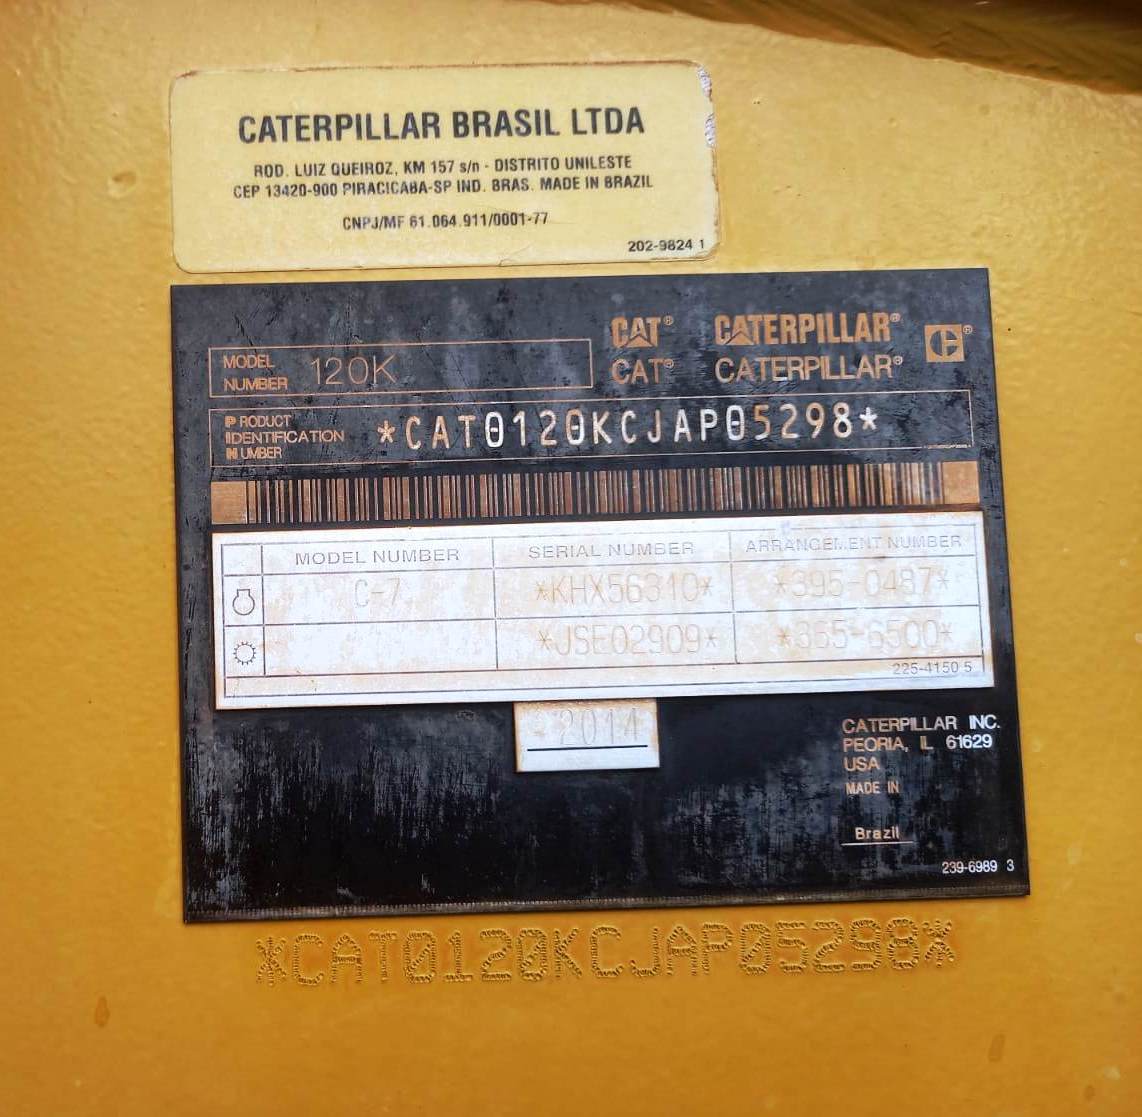 CATERPILLAR BRASIL LTDA
ROD. LUIZ QUEIROZ, KM 157 s/n - DISTRITO UNILESTE
CEP 13420-900 PIRACICABA-SP IND. BRAS. MADE IN BRAZIL
CNPJ/MF 61.064.911/0001-77
202-9824 1
CAT® CATERPILLAR® C®
CAT® CATERPILLAR®
MODEL NUMBER 120K
PRODUCT IDENTIFICATION NUMBER *CAT0120KCJAP05298*
MODEL NUMBER SERIAL NUMBER ARRANGEMENT NUMBER
C-7 *KHX56310* *395-0487*
*JSE02909* *365-6500*
225-4150 5
2014
CATERPILLAR INC.
PEORIA, IL 61629
USA
MADE IN
Brazil
239-6989 3
*CAT0120KCJAP05298*